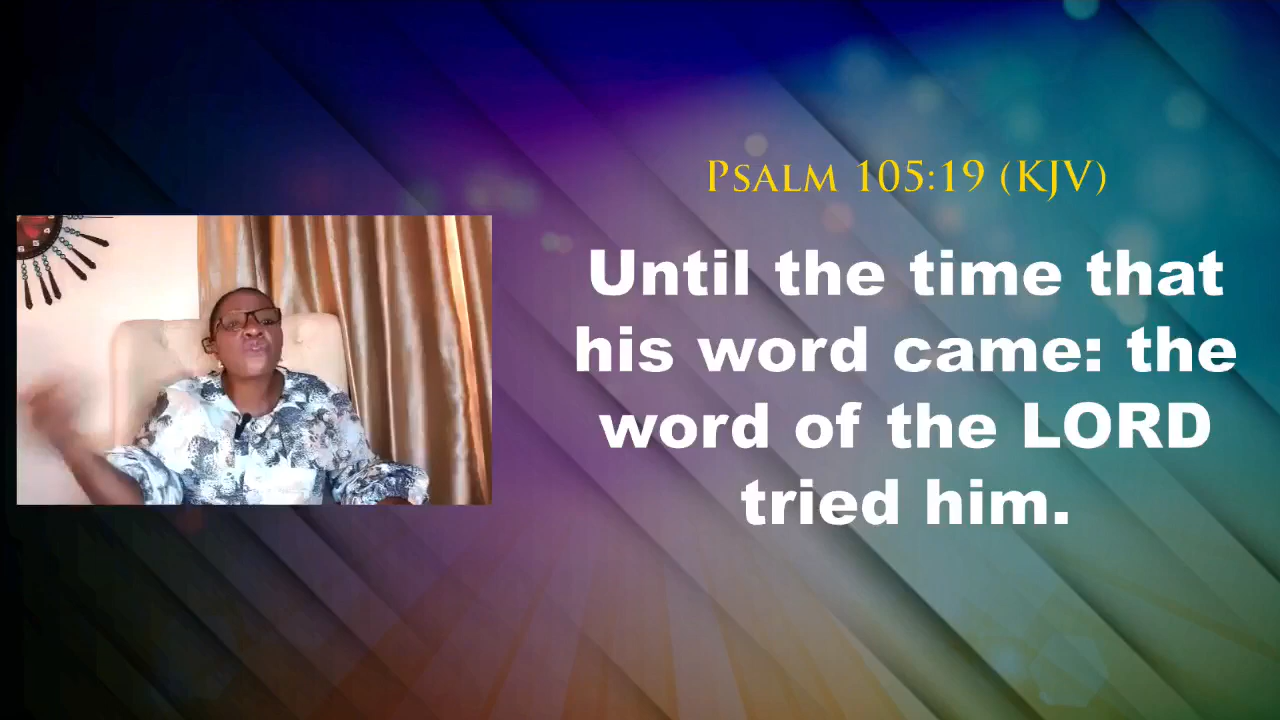 PSALM 105:19 (KJV)
Until the time that
his word came: the
word of the LORD
tried him.